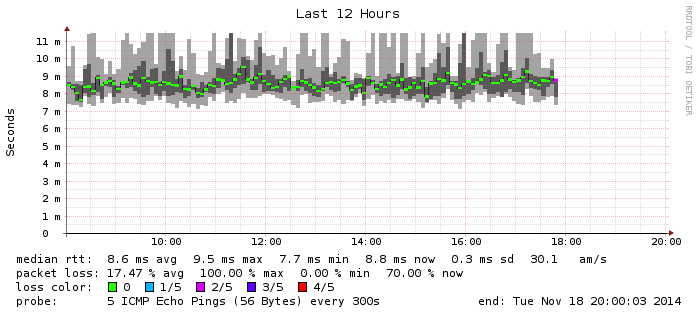 Last 12 Hours
RRDTOOL / TOBI OETIKER
Seconds
11 m
10 m
9 m
8 m
7 m
6 m
5 m
4 m
3 m
2 m
1 m
0
10:00 12:00 14:00 16:00 18:00 20:00
median rtt: 8.6 ms avg 9.5 ms max 7.7 ms min 8.8 ms now 0.3 ms sd 30.1 am/s
packet loss: 17.47 % avg 100.00 % max 0.00 % min 70.00 % now
loss color: 0 1/5 2/5 3/5 4/5
probe: 5 ICMP Echo Pings (56 Bytes) every 300s end: Tue Nov 18 20:00:03 2014